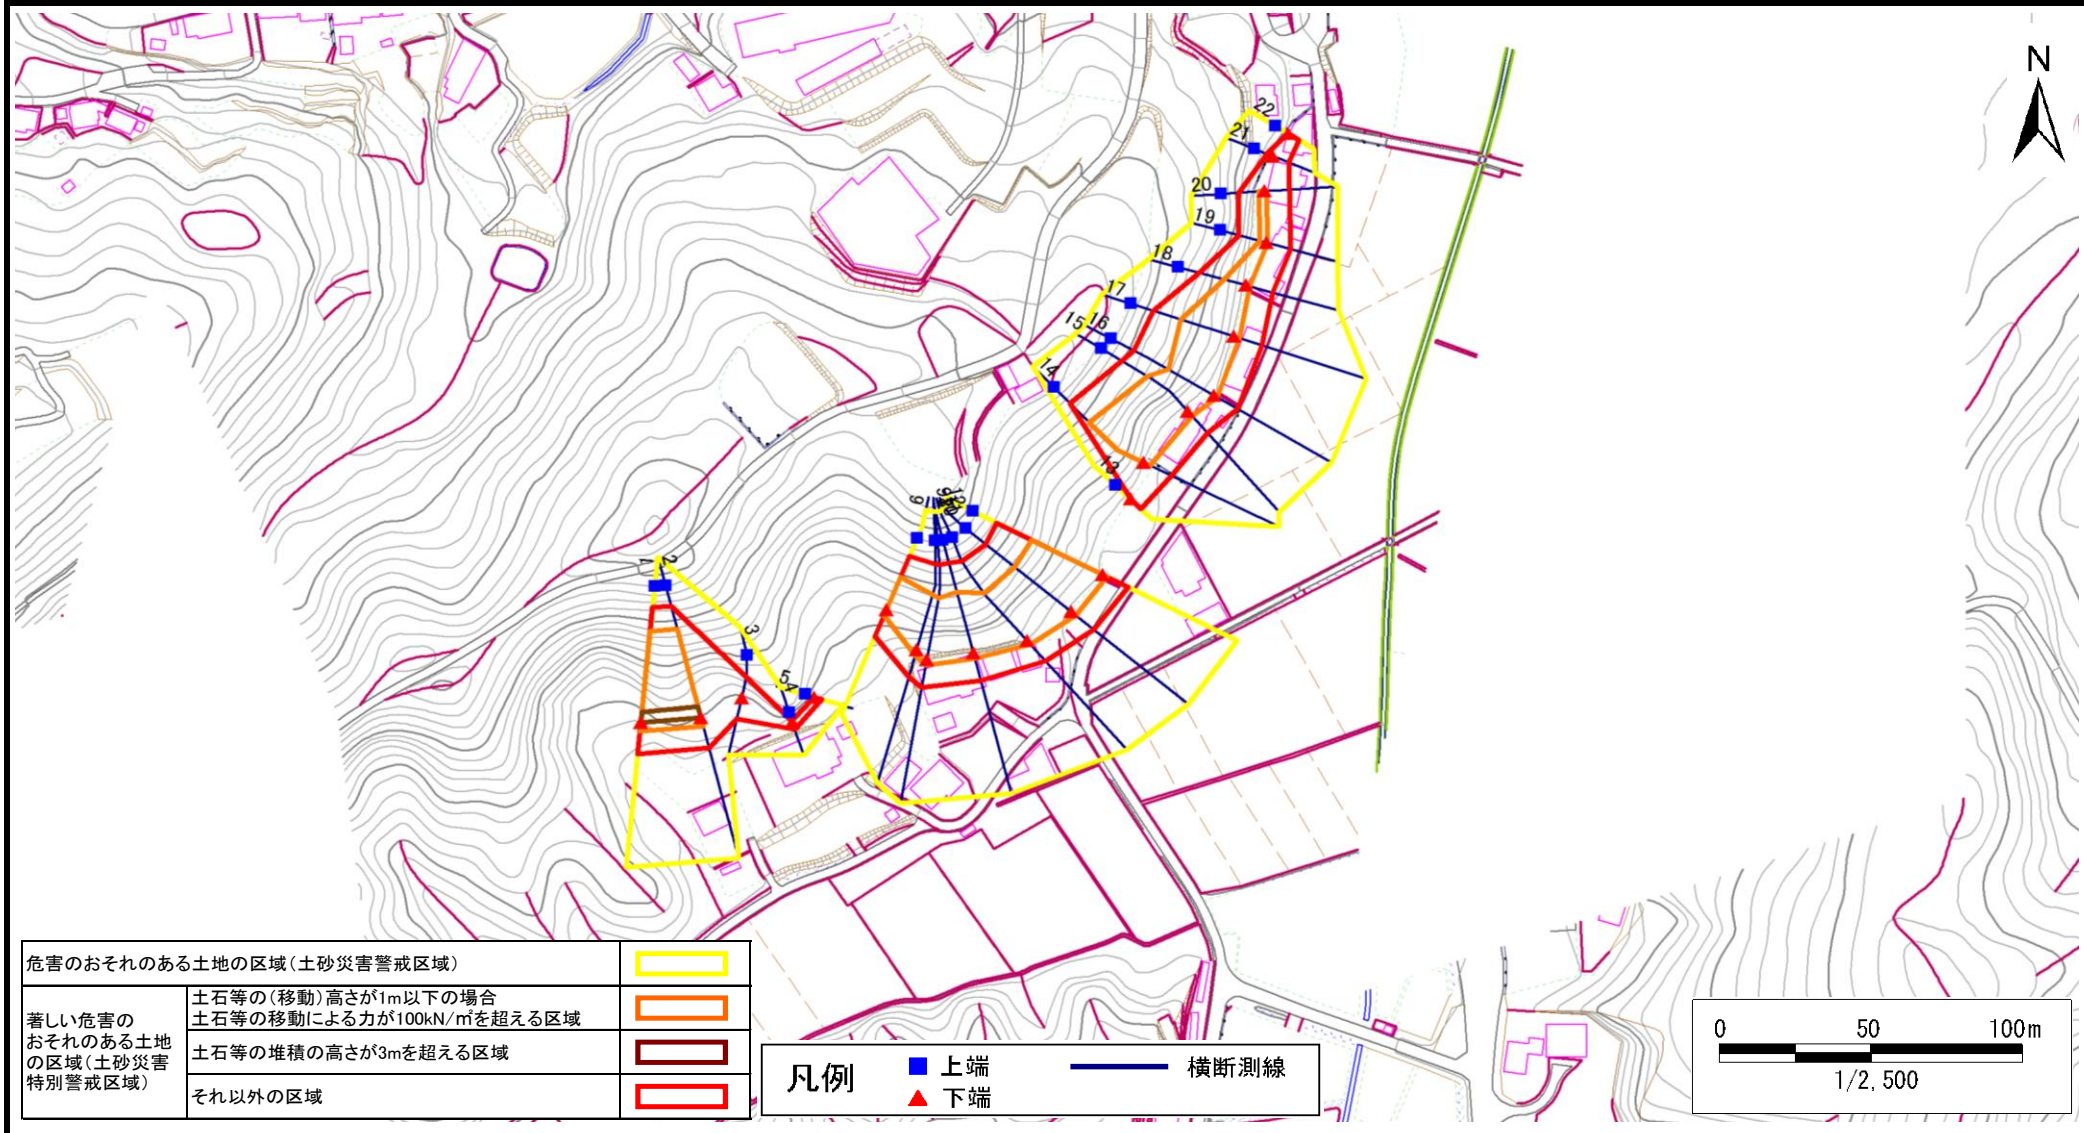 N
22
21
20
19
18
17
16
15
14
13
12
9
1
2
3
5
4
危害のおそれのある土地の区域（土砂災害警戒区域）
著しい危害の
おそれのある土地
の区域（土砂災害
特別警戒区域）
土石等の（移動）高さが1m以下の場合
土石等の移動による力が100kN/㎡を超える区域
土石等の堆積の高さが3mを超える区域
それ以外の区域
凡例
上端
下端
横断測線
0 50 100m
1/2,500